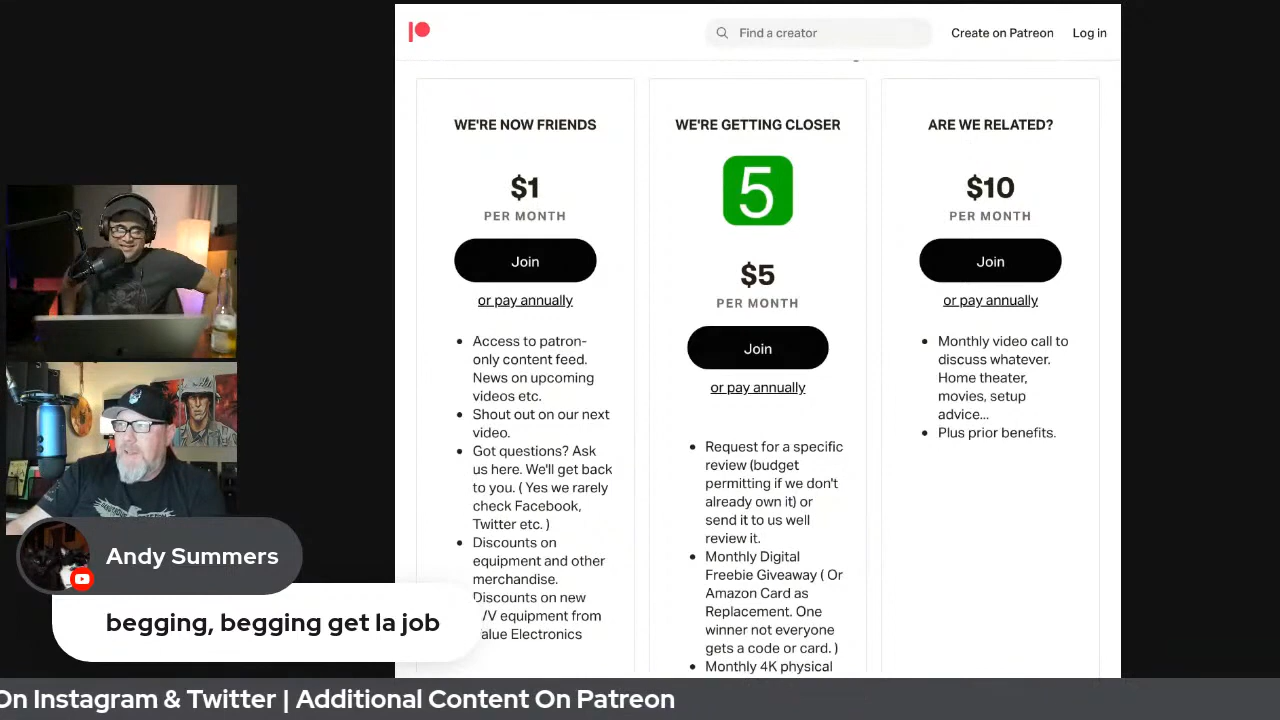 Find a creator
Create on Patreon
Log in
WE'RE NOW FRIENDS
$1
PER MONTH
Join
or pay annually
Access to patron-
only content feed.
News on upcoming
videos etc.
Shout out on our next
video.
Got questions? Ask
us here. We'll get back
to you. ( Yes we rarely
check Facebook,
Twitter etc. )
Discounts on
equipment and other
merchandise.
Discounts on new
/V equipment from
alue Electronics
WE'RE GETTING CLOSER
5
$5
PER MONTH
Join
or pay annually
Request for a specific
review (budget
permitting if we don't
already own it) or
send it to us well
review it.
Monthly Digital
Freebie Giveaway ( Or
Amazon Card as
Replacement. One
winner not everyone
gets a code or card. )
Monthly 4K physical
ARE WE RELATED?
$10
PER MONTH
Join
or pay annually
Monthly video call to
discuss whatever.
Home theater,
movies, setup
advice...
Plus prior benefits.
Andy Summers
begging, begging get la job
On Instagram & Twitter | Additional Content On Patreon